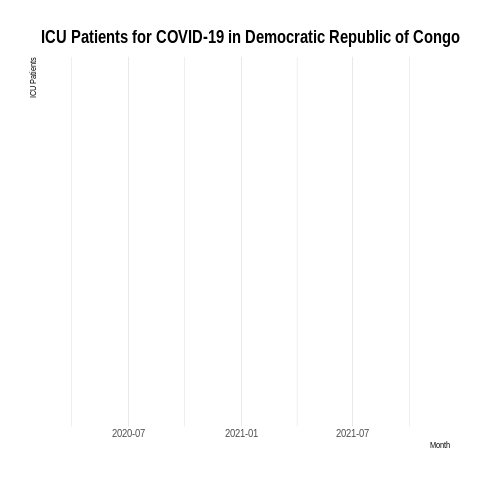 ICU Patients for COVID-19 in Democratic Republic of Congo
ICU Patients
2020-07
2021-01
2021-07
Month